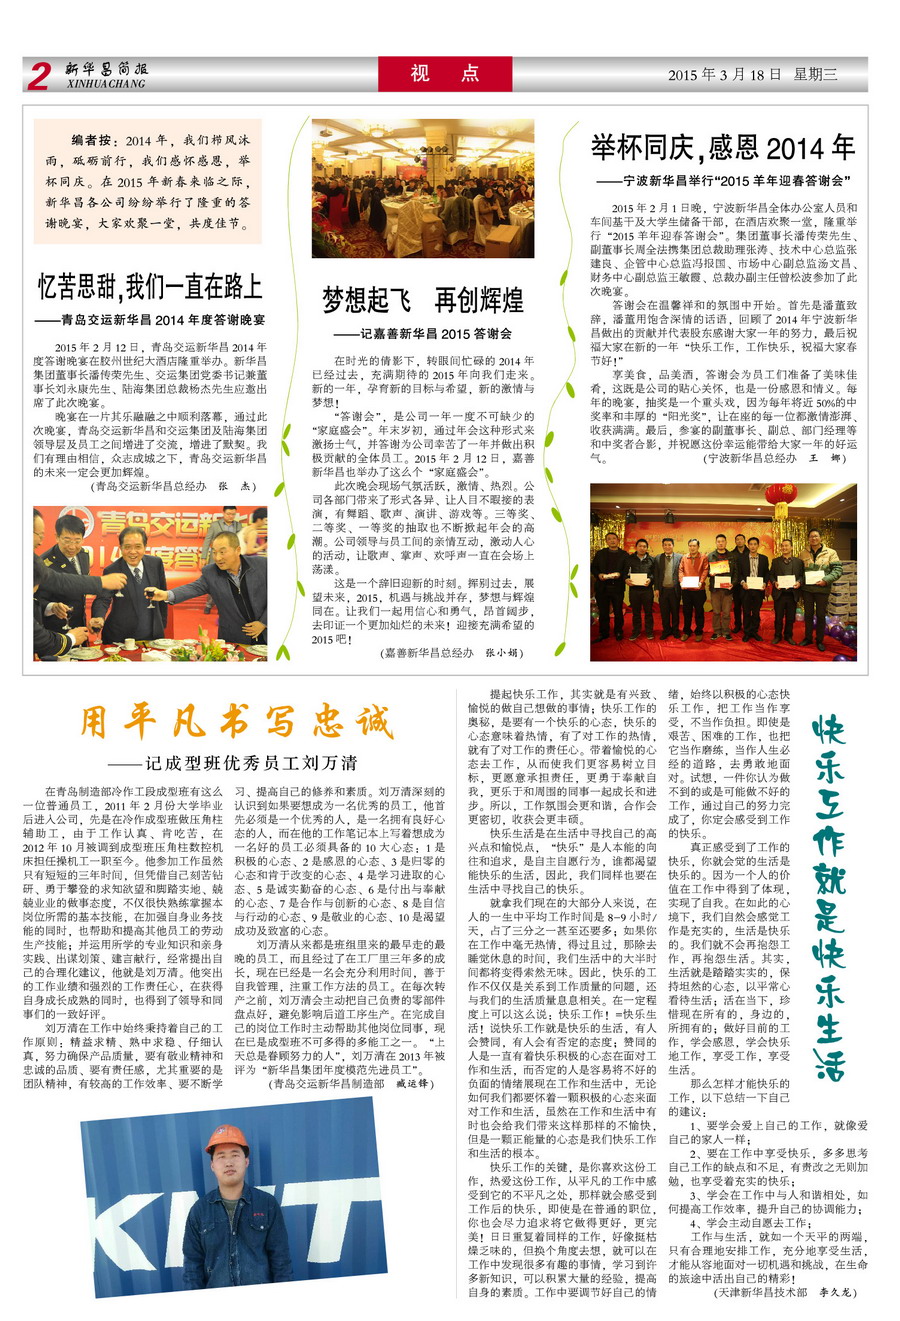 2
新华昌简报
XINHUACHANG
视 点
2015 年 3 月 18 日 星期三
编者按：2014 年，我们栉风沐
雨，砥砺前行，我们感怀感恩，举
杯同庆。在 2015 年新春来临之际，
新华昌各公司纷纷举行了隆重的答
谢晚宴，大家欢聚一堂，共度佳节。
忆苦思甜，我们一直在路上
——青岛交运新华昌 2014 年度答谢晚宴
2015 年 2 月 12 日，青岛交运新华昌 2014 年
度答谢晚宴在胶州世纪大酒店隆重举办。新华昌
集团董事长潘传荣先生、交运集团党委书记兼董
事长刘永康先生、陆海集团总裁杨杰先生应邀出
席了此次晚宴。
晚宴在一片其乐融融之中顺利落幕，通过此
次晚宴，青岛交运新华昌和交运集团及陆海集团
领导层及员工之间增进了交流，增进了默契。我
们有理由相信，众志成城之下，青岛交运新华昌
的未来一定会更加辉煌。
（青岛交运新华昌总经办 张 杰）
梦想起飞 再创辉煌
——记嘉善新华昌 2015 答谢会
在时光的倩影下，转眼间忙碌的 2014 年
已经过去，充满期待的 2015 年向我们走来。
新的一年，孕育新的目标与希望，新的激情与
梦想！
“答谢会”，是公司一年一度不可缺少的
“家庭盛会”。年末岁初，通过年会这种形式来
激扬士气，并答谢为公司幸苦了一年并做出积
极贡献的全体员工。2015 年 2 月 12 日，嘉善
新华昌也举办了这么个“家庭盛会”。
此次晚会现场气氛活跃，激情、热烈。公
司各部门带来了形式各异、让人目不暇接的表
演，有舞蹈、歌声、演讲、游戏等。三等奖、
二等奖、一等奖的抽取也不断掀起年会的高
潮。公司领导与员工间的亲情互动，激动人心
的活动，让歌声、掌声、欢呼声一直在会场上
荡漾。
这是一个辞旧迎新的时刻。挥别过去，展
望未来，2015，机遇与挑战并存，梦想与辉煌
同在。让我们一起用信心和勇气，昂首阔步，
去印证一个更加灿烂的未来！迎接充满希望的
2015 吧！
（嘉善新华昌总经办 张小娟）
举杯同庆，感恩 2014 年
——宁波新华昌举行“2015 羊年迎春答谢会”
2015 年 2 月 1 日晚，宁波新华昌全体办公室人员和
车间基干及大学生储备干部，在酒店欢聚一堂，隆重举
行“2015 羊年迎春答谢会”。集团董事长潘传荣先生、
副董事长周全法携集团总裁助理张涛、技术中心总监张
建良、企管中心总监冯报国、市场中心副总监汤文昌、
财务中心副总监王敏霞、总裁办副主任曾松波参加了此
次晚宴。
答谢会在温馨祥和的氛围中开始。首先是潘董致
辞，潘董用饱含深情的话语，回顾了 2014 年宁波新华
昌做出的贡献并代表股东感谢大家一年的努力，最后祝
福大家在新的一年“快乐工作，工作快乐，祝福大家春
节好！”
享美食，品美酒，答谢会为员工们准备了美味佳
肴，这既是公司的贴心关怀，也是一份感恩和情义。每
年的晚宴，抽奖是一个重头戏，因为每年将近 50%的中
奖率和丰厚的“阳光奖”，让在座的每一位都激情澎湃、
收获满满。最后，参宴的副董事长、副总、部门经理等
和中奖者合影，并祝愿这份幸运能带给大家一年的好运
气。 （宁波新华昌总经办 王 娜）
用平凡书写忠诚
——记成型班优秀员工刘万清
在青岛制造部冷作工段成型班有这么
一位普通员工，2011 年 2 月份大学毕业
后进入公司，先是在冷作成型班做压角柱
辅助工，由于工作认真、肯吃苦，在
2012 年 10 月被调到成型班压角柱数控机
床担任操机工一职至今。他参加工作虽然
只有短短的三年时间，但凭借自己刻苦钻
研、勇于攀登的求知欲望和脚踏实地、兢
兢业业的做事态度，不仅很快熟练掌握本
岗位所需的基本技能，在加强自身业务技
能的同时，也帮助和提高其他员工的劳动
生产技能；并运用所学的专业知识和亲身
实践、出谋划策、建言献行，经常提出自
己的合理化建议，他就是刘万清。他突出
的工作业绩和强烈的工作责任心，在获得
自身成长成熟的同时，也得到了领导和同
事们的一致好评。
刘万清在工作中始终秉持着自己的工
作原则：精益求精、熟中求稳、仔细认
真，努力确保产品质量，要有敬业精神和
忠诚的品质、要有责任感，尤其重要的是
团队精神，有较高的工作效率、要不断学
习、提高自己的修养和素质。刘万清深刻的
认识到如果要想成为一名优秀的员工，他首
先必须是一个优秀的人，是一名拥有良好心
态的人，而在他的工作笔记本上写着想成为
一名好的员工必须具备的 10 大心态：1 是
积极的心态、2 是感恩的心态、3 是归零的
心态和肯于改变的心态、4 是学习进取的心
态、5 是诚实勤奋的心态、6 是付出与奉献
的心态、7 是合作与创新的心态、8 是自信
与行动的心态、9 是敬业的心态、10 是渴望
成功及致富的心态。
刘万清从来都是班组里来的最早走的最
晚的员工，而且经过了在工厂里三年多的成
长，现在已经是一名会充分利用时间，善于
自我管理，注重工作方法的员工。在每次转
产之前，刘万清会主动把自己负责的零部件
盘点好，避免影响后道工序生产。在完成自
己的岗位工作时主动帮助其他岗位同事，现
在已是成型班不可多得的多能工之一。“上
天总是眷顾努力的人”，刘万清在 2013 年被
评为“新华昌集团年度模范先进员工”。
（青岛交运新华昌制造部 臧运锋）
快乐工作就是快乐生活
提起快乐工作，其实就是有兴致、
愉悦的做自己想做的事情；快乐工作的
奥秘，是要有一个快乐的心态，快乐的
心态意味着热情，有了对工作的热情，
就有了对工作的责任心。带着愉悦的心
态去工作，从而使我们更容易树立目
标，更愿意承担责任，更勇于奉献自
我，更乐于和周围的同事一起成长和进
步。所以，工作氛围会更和谐，合作会
更密切，收获会更丰硕。
快乐生活是在生活中寻找自己的高
兴点和愉悦点，“快乐”是人本能的向
往和追求，是自主自愿行为，谁都渴望
能快乐的生活，因此，我们同样也要在
生活中寻找自己的快乐。
就拿我们现在的大部分人来说，在
人的一生中平均工作时间是 8-9 小时/
天，占了三分之一甚至还要多；如果你
在工作中毫无热情，得过且过，那除去
睡觉休息的时间，我们生活中的大半时
间都将变得索然无味。因此，快乐的工
作不仅仅是关系到工作质量的问题，还
与我们的生活质量息息相关。在一定程
度上可以这么说：快乐工作！=快乐生
活！说快乐工作就是快乐的生活，有人
会赞同，有人会有否定的态度；赞同的
人是一直有着快乐积极的心态在面对工
作和生活，而否定的人是容易将不好的
负面的情绪展现在工作和生活中，无论
如何我们都要怀着一颗积极的心态来面
对工作和生活，虽然在工作和生活中有
时也会给我们带来这样那样的不愉快，
但是一颗正能量的心态是我们快乐工作
和生活的根本。
快乐工作的关键，是你喜欢这份工
作，热爱这份工作，从平凡的工作中感
受到它的不平凡之处，那样就会感受到
工作后的快乐，即使是在普通的职位，
你也会尽力追求将它做得更好，更完
美！日日重复着同样的工作，好像挺枯
燥乏味的，但换个角度去想，就可以在
工作中发现很多有趣的事情，学习到许
多新知识，可以积累大量的经验，提高
自身的素质。工作中要调节好自己的情
绪，始终以积极的心态快
乐工作，把工作当作享
受，不当作负担。即使是
艰苦、困难的工作，也把
它当作磨练，当作人生必
经的道路，去勇敢地面
对。试想，一件你认为做
不到的或是可能做不好的
工作，通过自己的努力完
成了，你定会感受到工作
的快乐。
真正感受到了工作的
快乐，你就会觉的生活是
快乐的。因为一个人的价
值在工作中得到了体现，
实现了自我。在如此的心
境下，我们自然会感觉工
作是充实的，生活是快乐
的。我们就不会再抱怨工
作，再抱怨生活。其实，
生活就是踏踏实实的，保
持坦然的心态，以平常心
看待生活；活在当下，珍
惜现在所有的，身边的，
所拥有的；做好目前的工
作，学会感恩，学会快乐
地工作，享受工作，享受
生活。
那么怎样才能快乐的
工作，以下总结一下自己
的建议：
1、要学会爱上自己的工作，就像爱
自己的家人一样；
2、要在工作中享受快乐，多多思考
自己工作的缺点和不足，有责改之无则加
勉，也享受着充实的快乐；
3、学会在工作中与人和谐相处，如
何提高工作效率，提升自己的协调能力；
4、学会主动自愿去工作；
工作与生活，就如一个天平的两端，
只有合理地安排工作，充分地享受生活，
才能从容地面对一切机遇和挑战，在生命
的旅途中活出自己的精彩！
（天津新华昌技术部 李久龙）